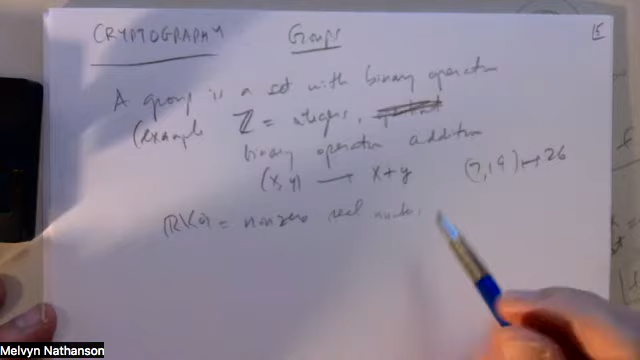 CRYPTOGRAPHY Groups 15
A group is a set with binary operation
(example ℤ = integers,
binary operation addition
(x,y) → x+y (7,19) ↦ 26
= nonzero real numbers
Melvyn Nathanson